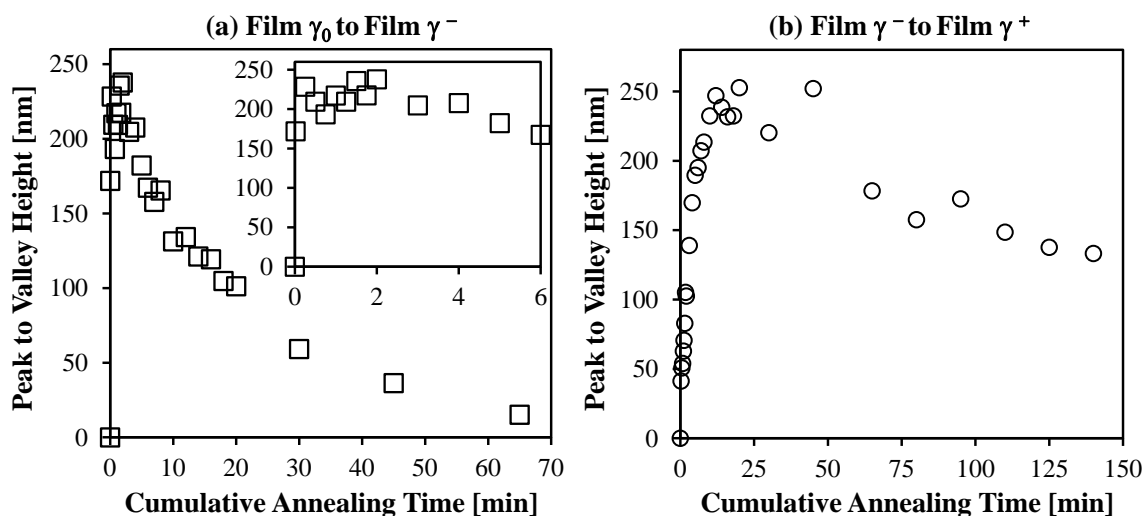 (a) Film γ0 to Film γ−
Peak to Valley Height [nm]
250
200
150
100
50
0
0 10 20 30 40 50 60 70
Cumulative Annealing Time [min]
250
200
150
100
50
0
0 2 4 6
(b) Film γ− to Film γ+
Peak to Valley Height [nm]
250
200
150
100
50
0
0 25 50 75 100 125 150
Cumulative Annealing Time [min]